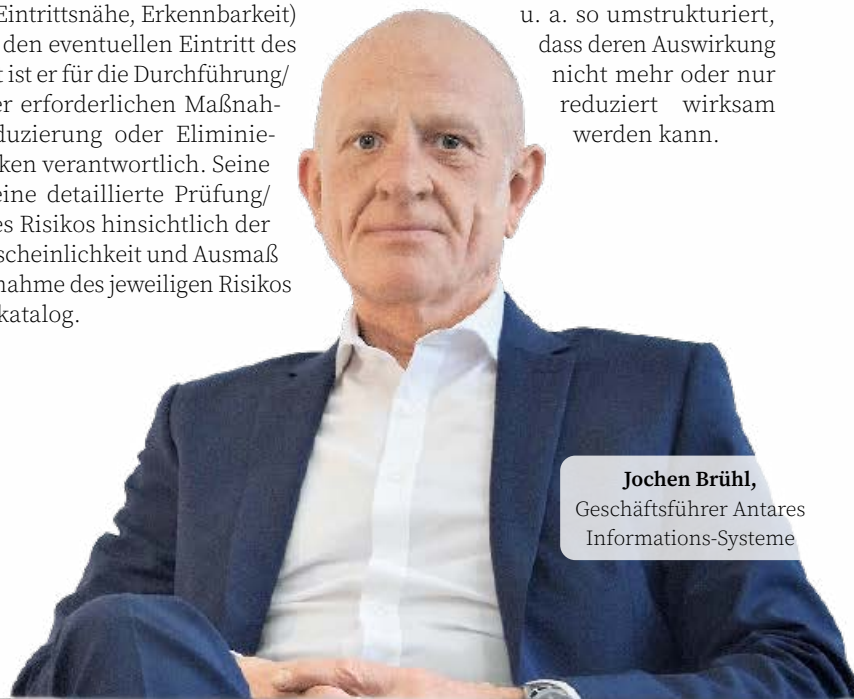 Eintrittsnähe, Erkennbarkeit)
den eventuellen Eintritt des
ist er für die Durchführung/
erforderlichen Maßnah-
duzierung oder Eliminie-
ken verantwortlich. Seine
eine detaillierte Prüfung/
es Risikos hinsichtlich der
scheinlichkeit und Ausmaß
nahme des jeweiligen Risikos
katalog.
u. a. so umstrukturiert,
dass deren Auswirkung
nicht mehr oder nur
reduziert wirksam
werden kann.
Jochen Brühl,
Geschäftsführer Antares
Informations-Systeme